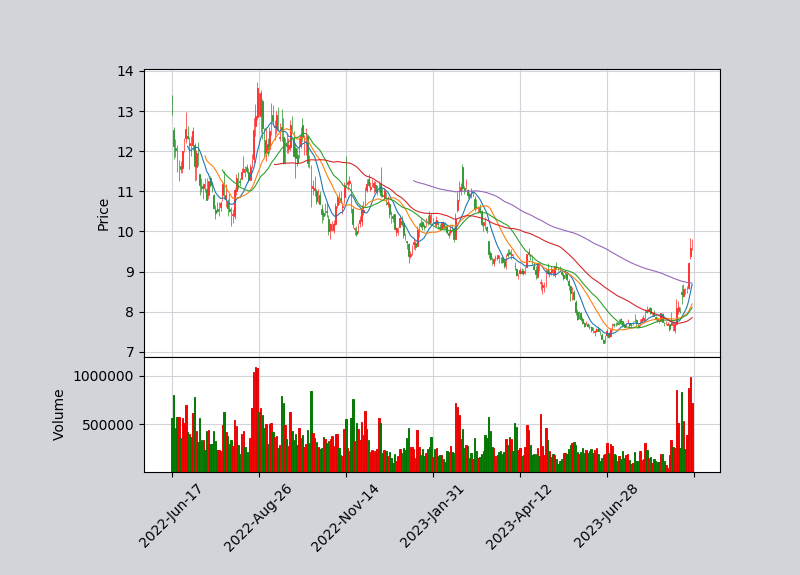 14
13
12
11
10
9
8
7
Price
1000000
500000
Volume
2022-Jun-17
2022-Aug-26
2022-Nov-14
2023-Jan-31
2023-Apr-12
2023-Jun-28